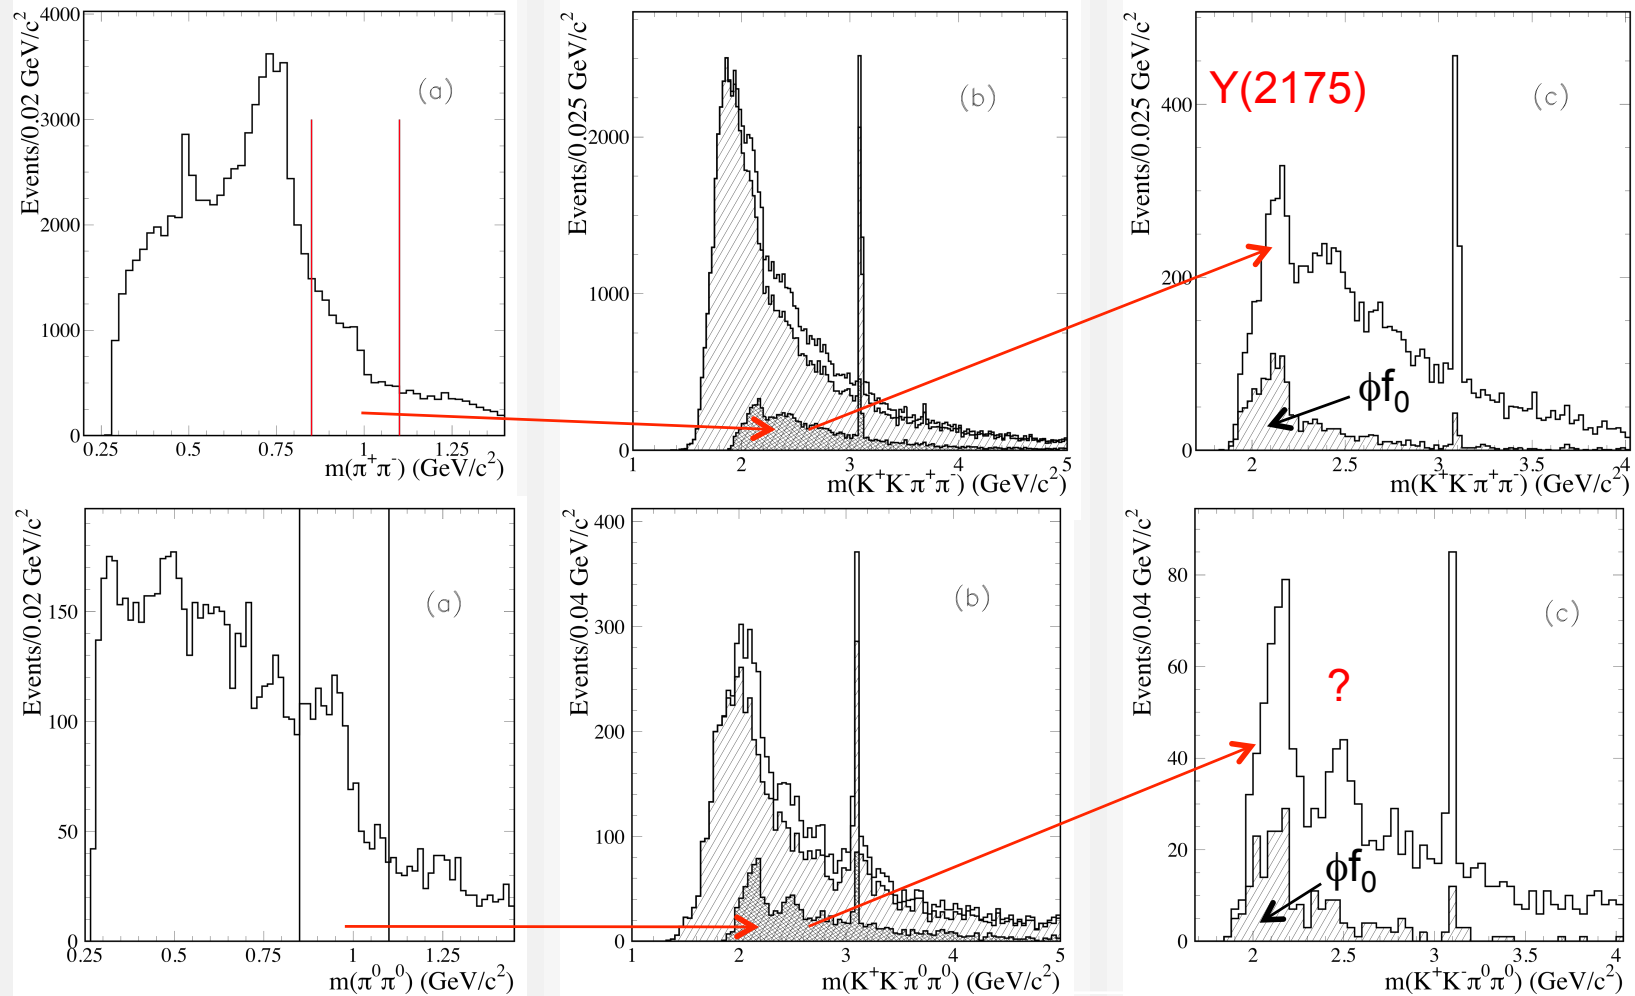 Events/0.02 GeV/c²
4000
3000
2000
1000
0
0.25 0.5 0.75 1 1.25
m(π⁺π⁻) (GeV/c²)
(a)
Events/0.025 GeV/c²
2000
1000
0
1 2 3 4 5
m(K⁺K⁻π⁺π⁻) (GeV/c²)
(b)
Events/0.025 GeV/c²
400
200
0
2 2.5 3 3.5 4
m(K⁺K⁻π⁺π⁻) (GeV/c²)
Y(2175)
(c)
ϕf₀
Events/0.02 GeV/c²
150
100
50
0
0.25 0.5 0.75 1 1.25
m(π⁰π⁰) (GeV/c²)
(a)
Events/0.04 GeV/c²
400
300
200
100
0
1 2 3 4 5
m(K⁺K⁻π⁰π⁰) (GeV/c²)
(b)
Events/0.04 GeV/c²
80
60
40
20
0
2 2.5 3 3.5 4
m(K⁺K⁻π⁰π⁰) (GeV/c²)
(c)
?
ϕf₀